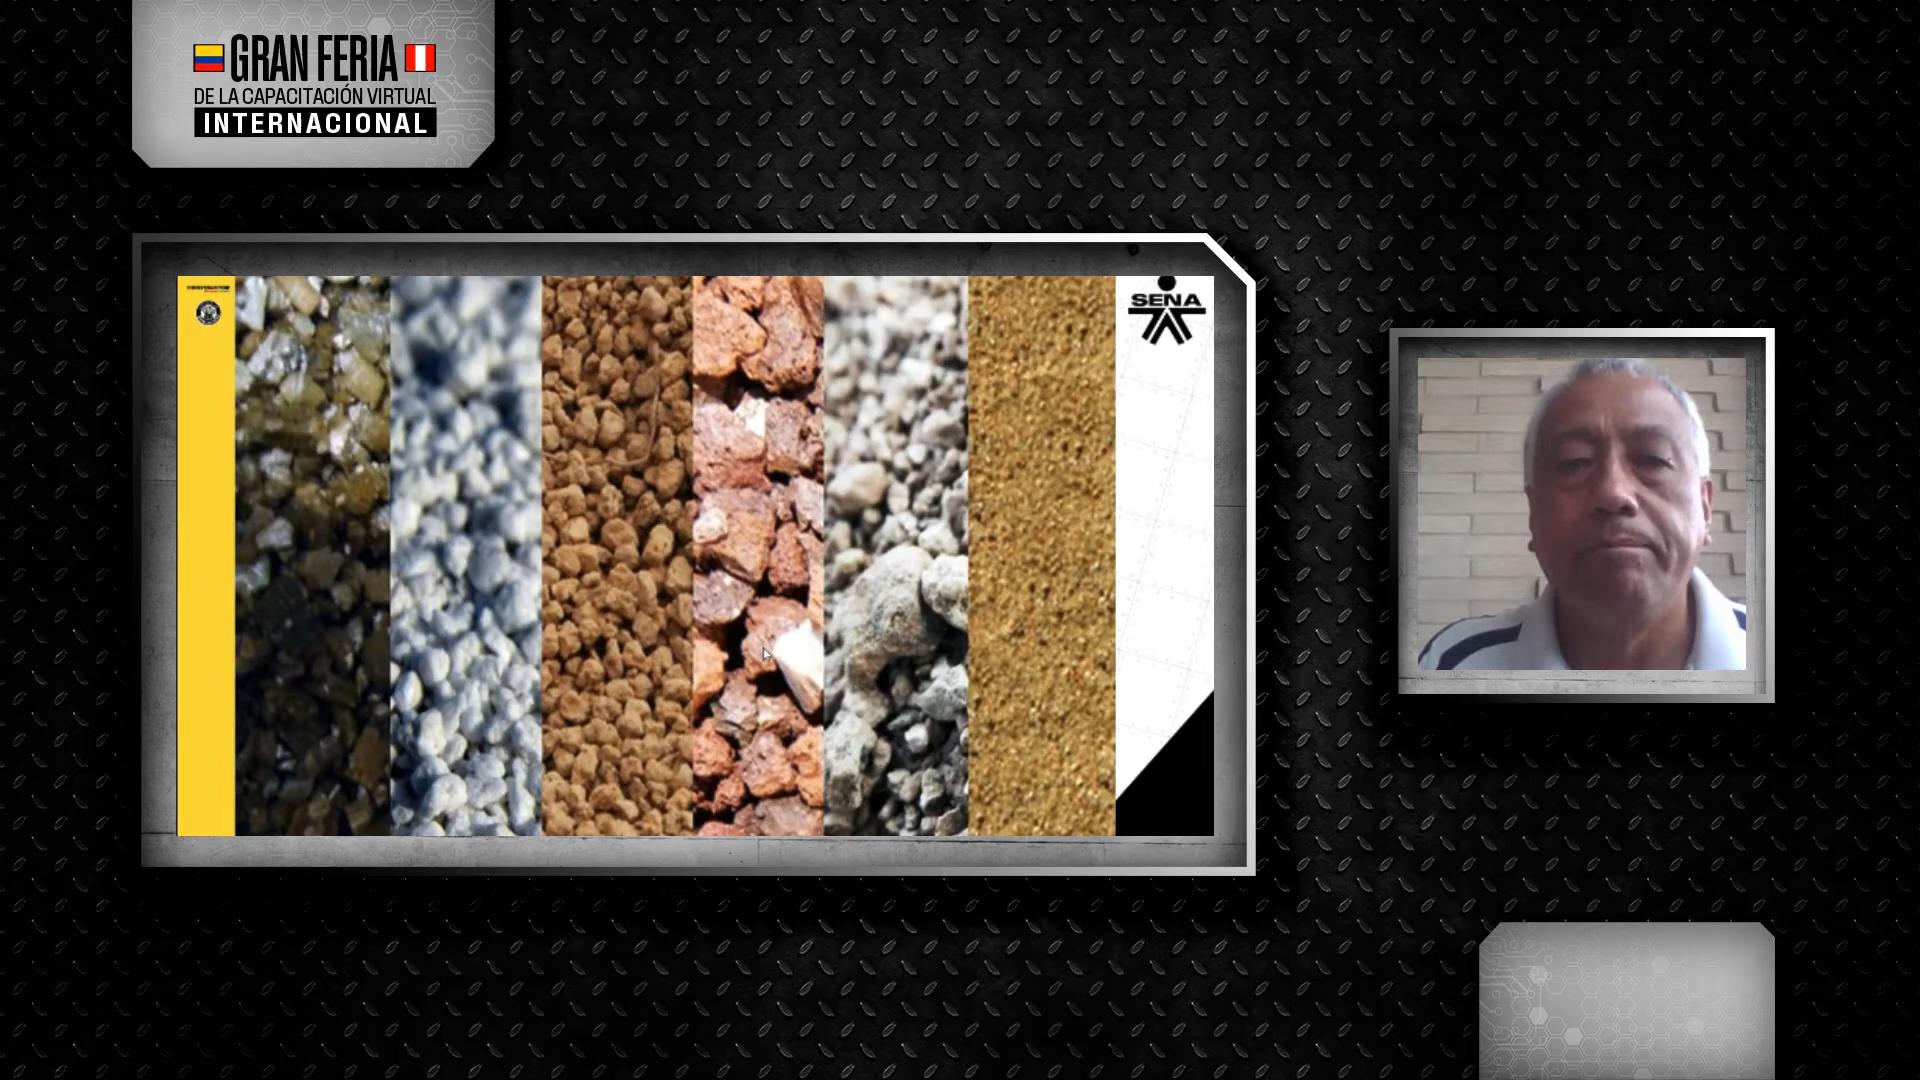 GRAN FERIA
DE LA CAPACITACIÓN VIRTUAL
INTERNACIONAL
SENA